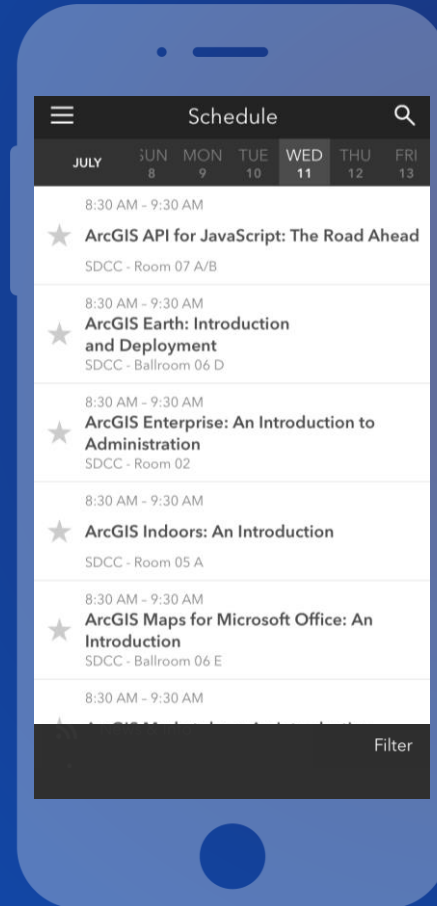 Schedule
JULY
SUN MON TUE WED THU FRI
8 9 10 11 12 13
8:30 AM – 9:30 AM
ArcGIS API for JavaScript: The Road Ahead
SDCC - Room 07 A/B
8:30 AM – 9:30 AM
ArcGIS Earth: Introduction
and Deployment
SDCC - Ballroom 06 D
8:30 AM – 9:30 AM
ArcGIS Enterprise: An Introduction to
Administration
SDCC - Room 02
8:30 AM – 9:30 AM
ArcGIS Indoors: An Introduction
SDCC - Room 05 A
8:30 AM – 9:30 AM
ArcGIS Maps for Microsoft Office: An
Introduction
SDCC - Ballroom 06 E
8:30 AM – 9:30 AM
Filter